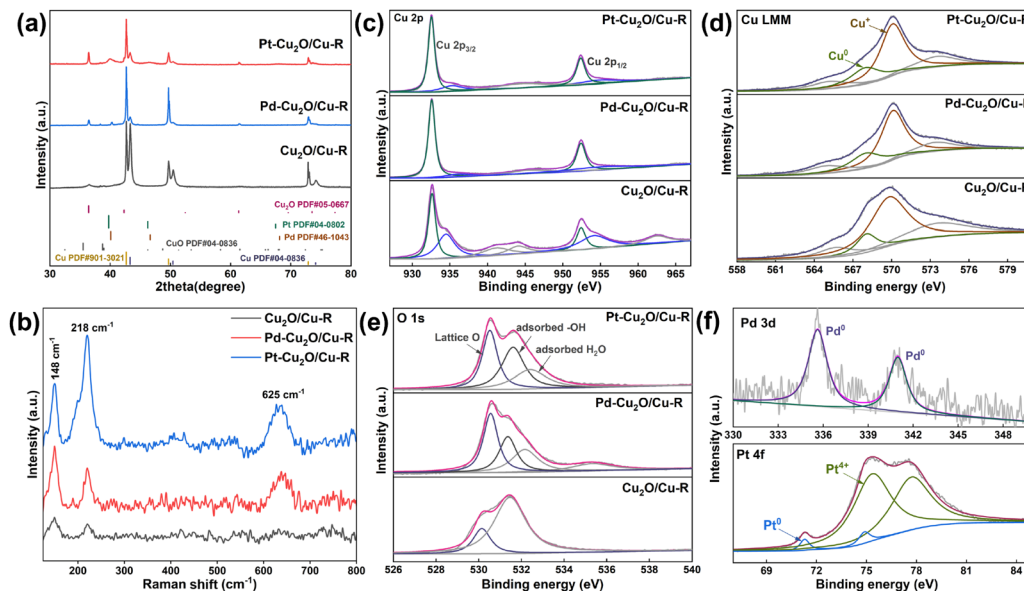 (a)
Pt-Cu₂O/Cu-R
Pd-Cu₂O/Cu-R
Cu₂O/Cu-R
Cu₂O PDF#05-0667
Pt PDF#04-0802
Pd PDF#46-1043
CuO PDF#04-0836
Cu PDF#901-3021
Cu PDF#04-0836
30 40 50 60 70 80
2theta(degree)
Intensity (a.u.)
(b)
218 cm⁻¹
148 cm⁻¹
625 cm⁻¹
Cu₂O/Cu-R
Pd-Cu₂O/Cu-R
Pt-Cu₂O/Cu-R
200 300 400 500 600 700 800
Raman shift (cm⁻¹)
Intensity (a.u.)
(c)
Cu 2p
Pt-Cu₂O/Cu-R
Cu 2p₃/₂
Cu 2p₁/₂
Pd-Cu₂O/Cu-R
Cu₂O/Cu-R
930 935 940 945 950 955 960 965
Binding energy (eV)
Intensity (a.u.)
(d)
Cu LMM
Pt-Cu₂O/Cu-
Cu⁺
Cu⁰
Pd-Cu₂O/Cu-
Cu₂O/Cu-R
558 561 564 567 570 573 576 579
Binding energy (eV)
Intensity (a.u.)
(e)
O 1s
Pt-Cu₂O/Cu-R
Lattice O
adsorbed -OH
adsorbed H₂O
Pd-Cu₂O/Cu-R
Cu₂O/Cu-R
526 528 530 532 534 536 538 540
Binding energy (eV)
Intensity (a.u.)
(f)
Pd 3d
Pd⁰
Pd⁰
330 333 336 339 342 345 348
Pt 4f
Pt⁴⁺
Pt⁰
69 72 75 78 81 84
Binding energy (eV)
Intensity (a.u.)